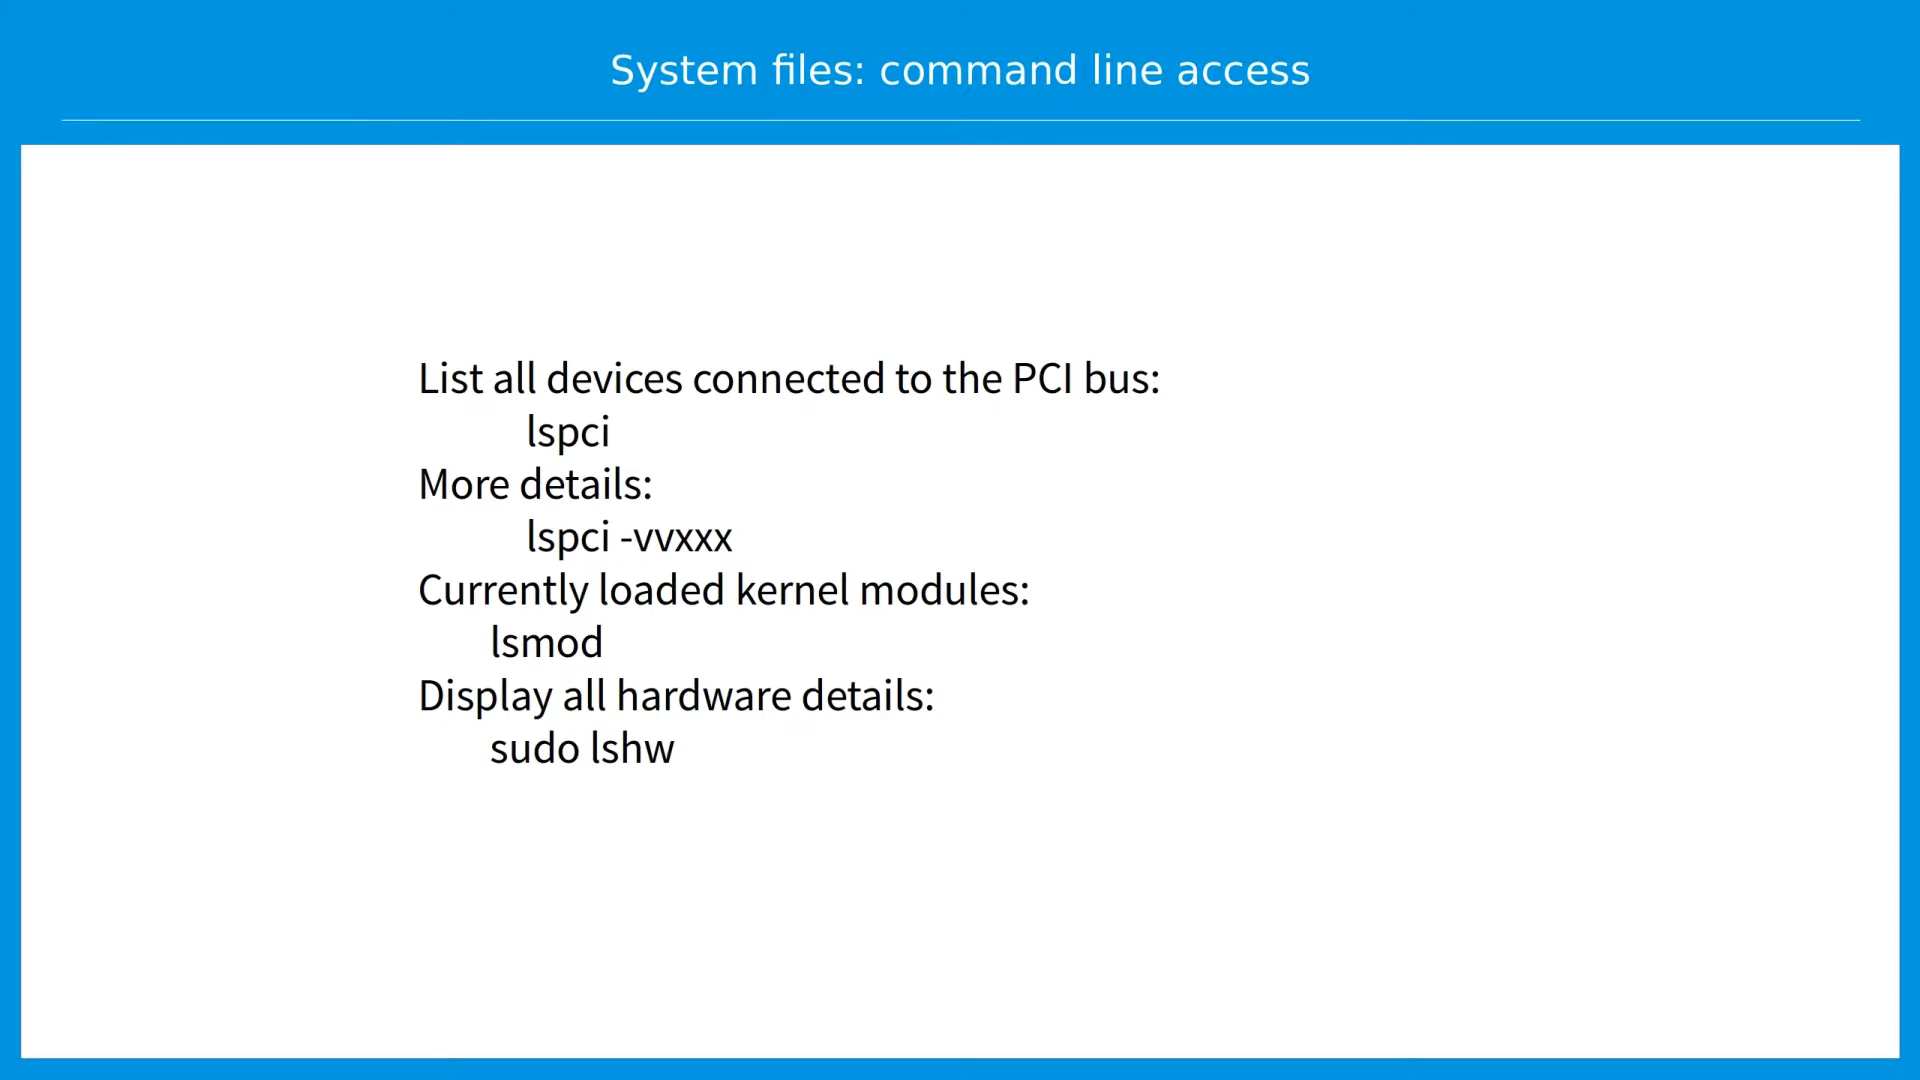 System files: command line access
List all devices connected to the PCI bus:
lspci
More details:
lspci -vvxxx
Currently loaded kernel modules:
lsmod
Display all hardware details:
sudo lshw